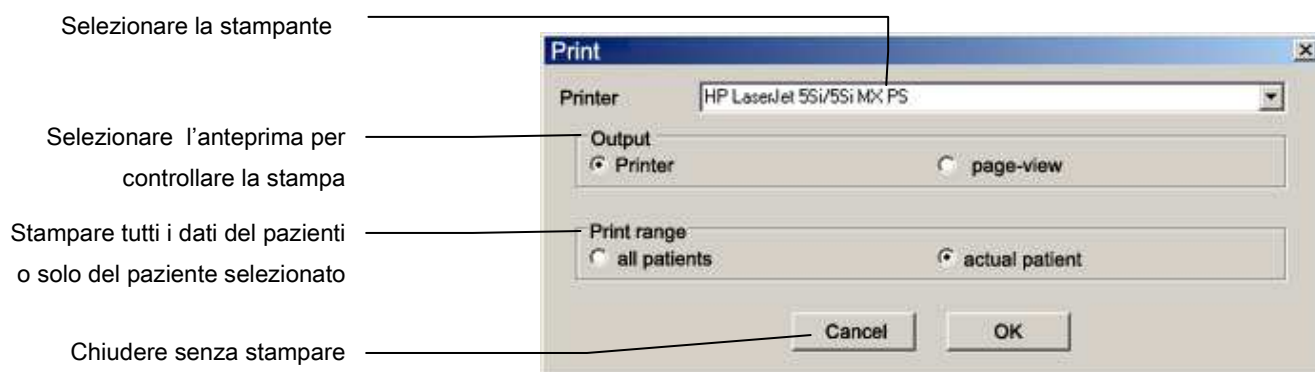 Selezionare la stampante
Print
Printer HP LaserJet 5Si/5Si MX PS
Selezionare l'anteprima per
controllare la stampa
Output
Printer page-view
Stampare tutti i dati del pazienti
o solo del paziente selezionato
Print range
all patients actual patient
Chiudere senza stampare
Cancel OK